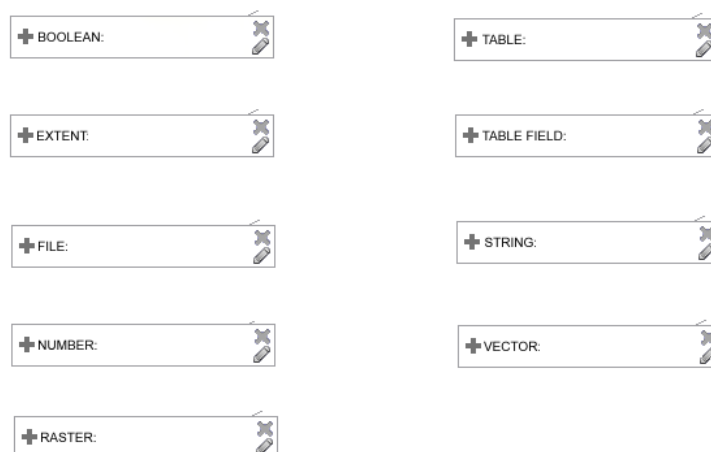 BOOLEAN:
EXTENT:
FILE:
NUMBER:
RASTER:
TABLE:
TABLE FIELD:
STRING:
VECTOR: